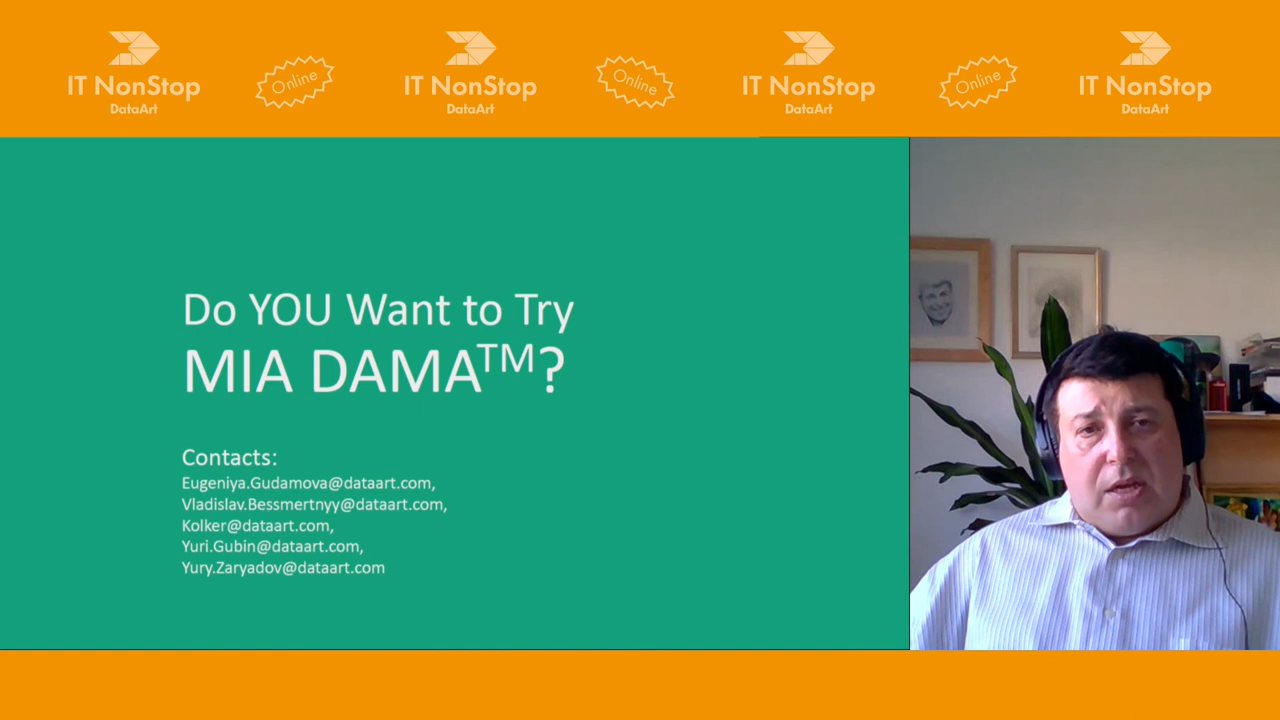 IT NonStop
DataArt
Online
IT NonStop
DataArt
Online
IT NonStop
DataArt
Online
IT NonStop
DataArt
Do YOU Want to Try
MIA DAMA™?
Contacts:
Eugeniya.Gudamova@dataart.com,
Vladislav.Bessmertnyy@dataart.com,
Kolker@dataart.com,
Yuri.Gubin@dataart.com,
Yury.Zaryadov@dataart.com